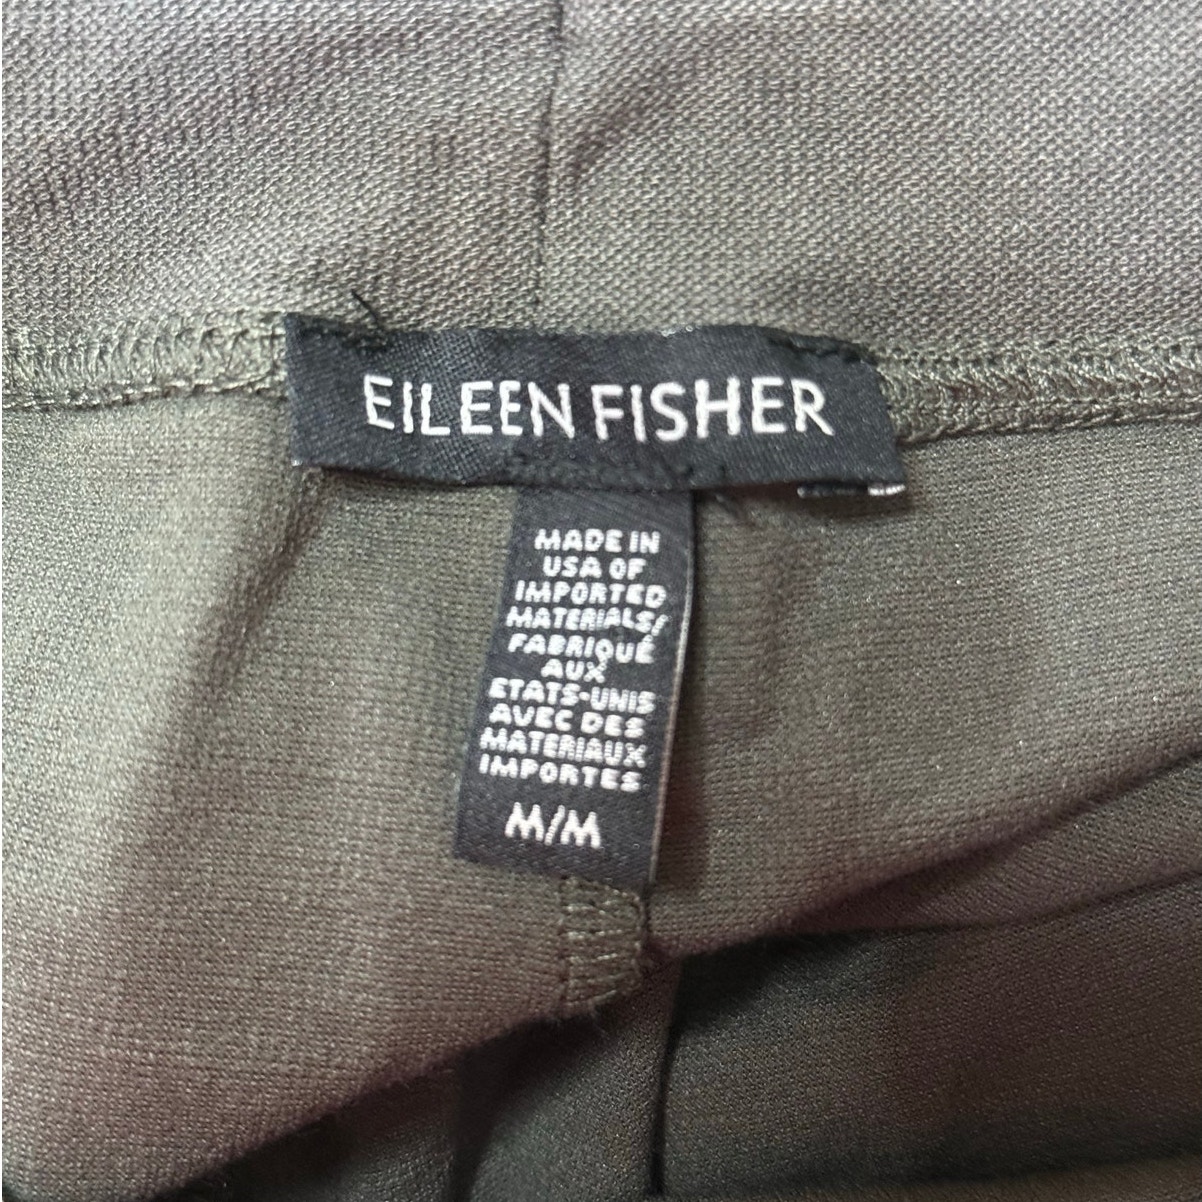 EILEEN FISHER
MADE IN
USA OF
IMPORTED
MATERIALS/
FABRIQUÉ
AUX
ETATS-UNIS
AVEC DES
MATERIAUX
IMPORTES
M/M